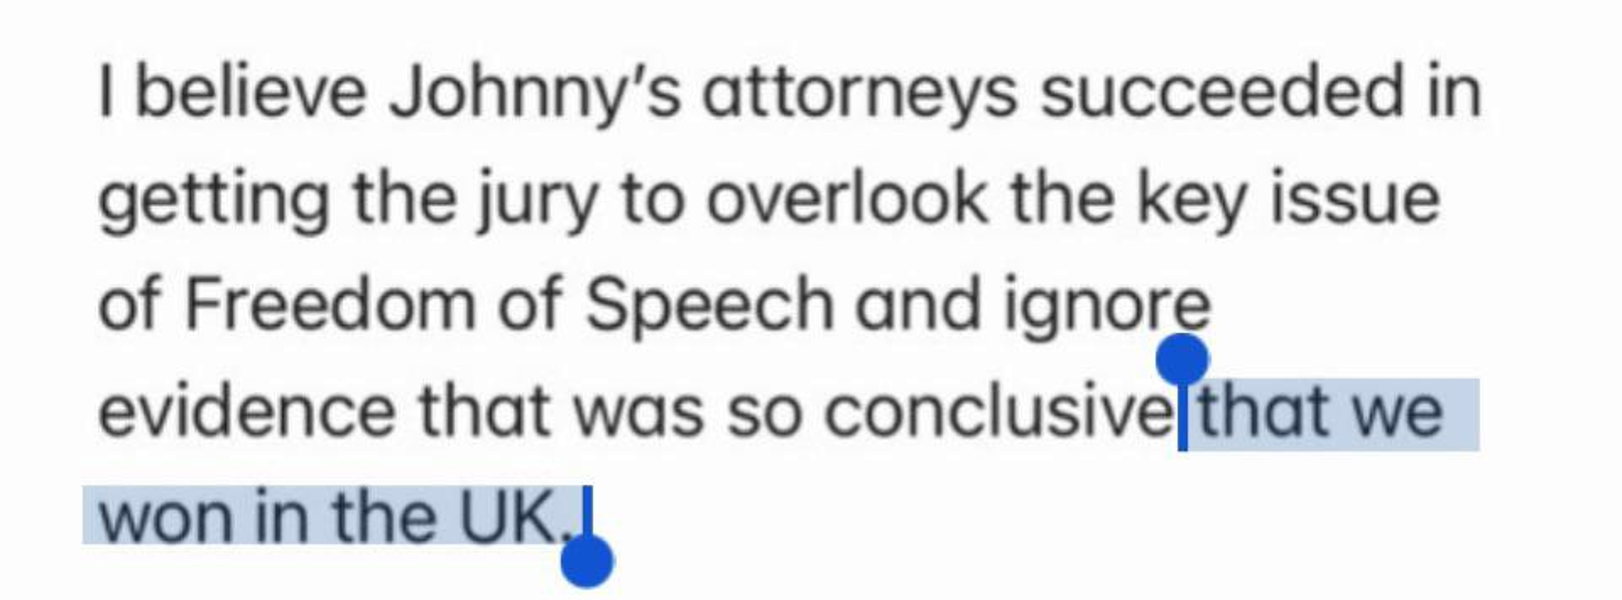 I believe Johnny's attorneys succeeded in
getting the jury to overlook the key issue
of Freedom of Speech and ignore
evidence that was so conclusive that we
won in the UK.